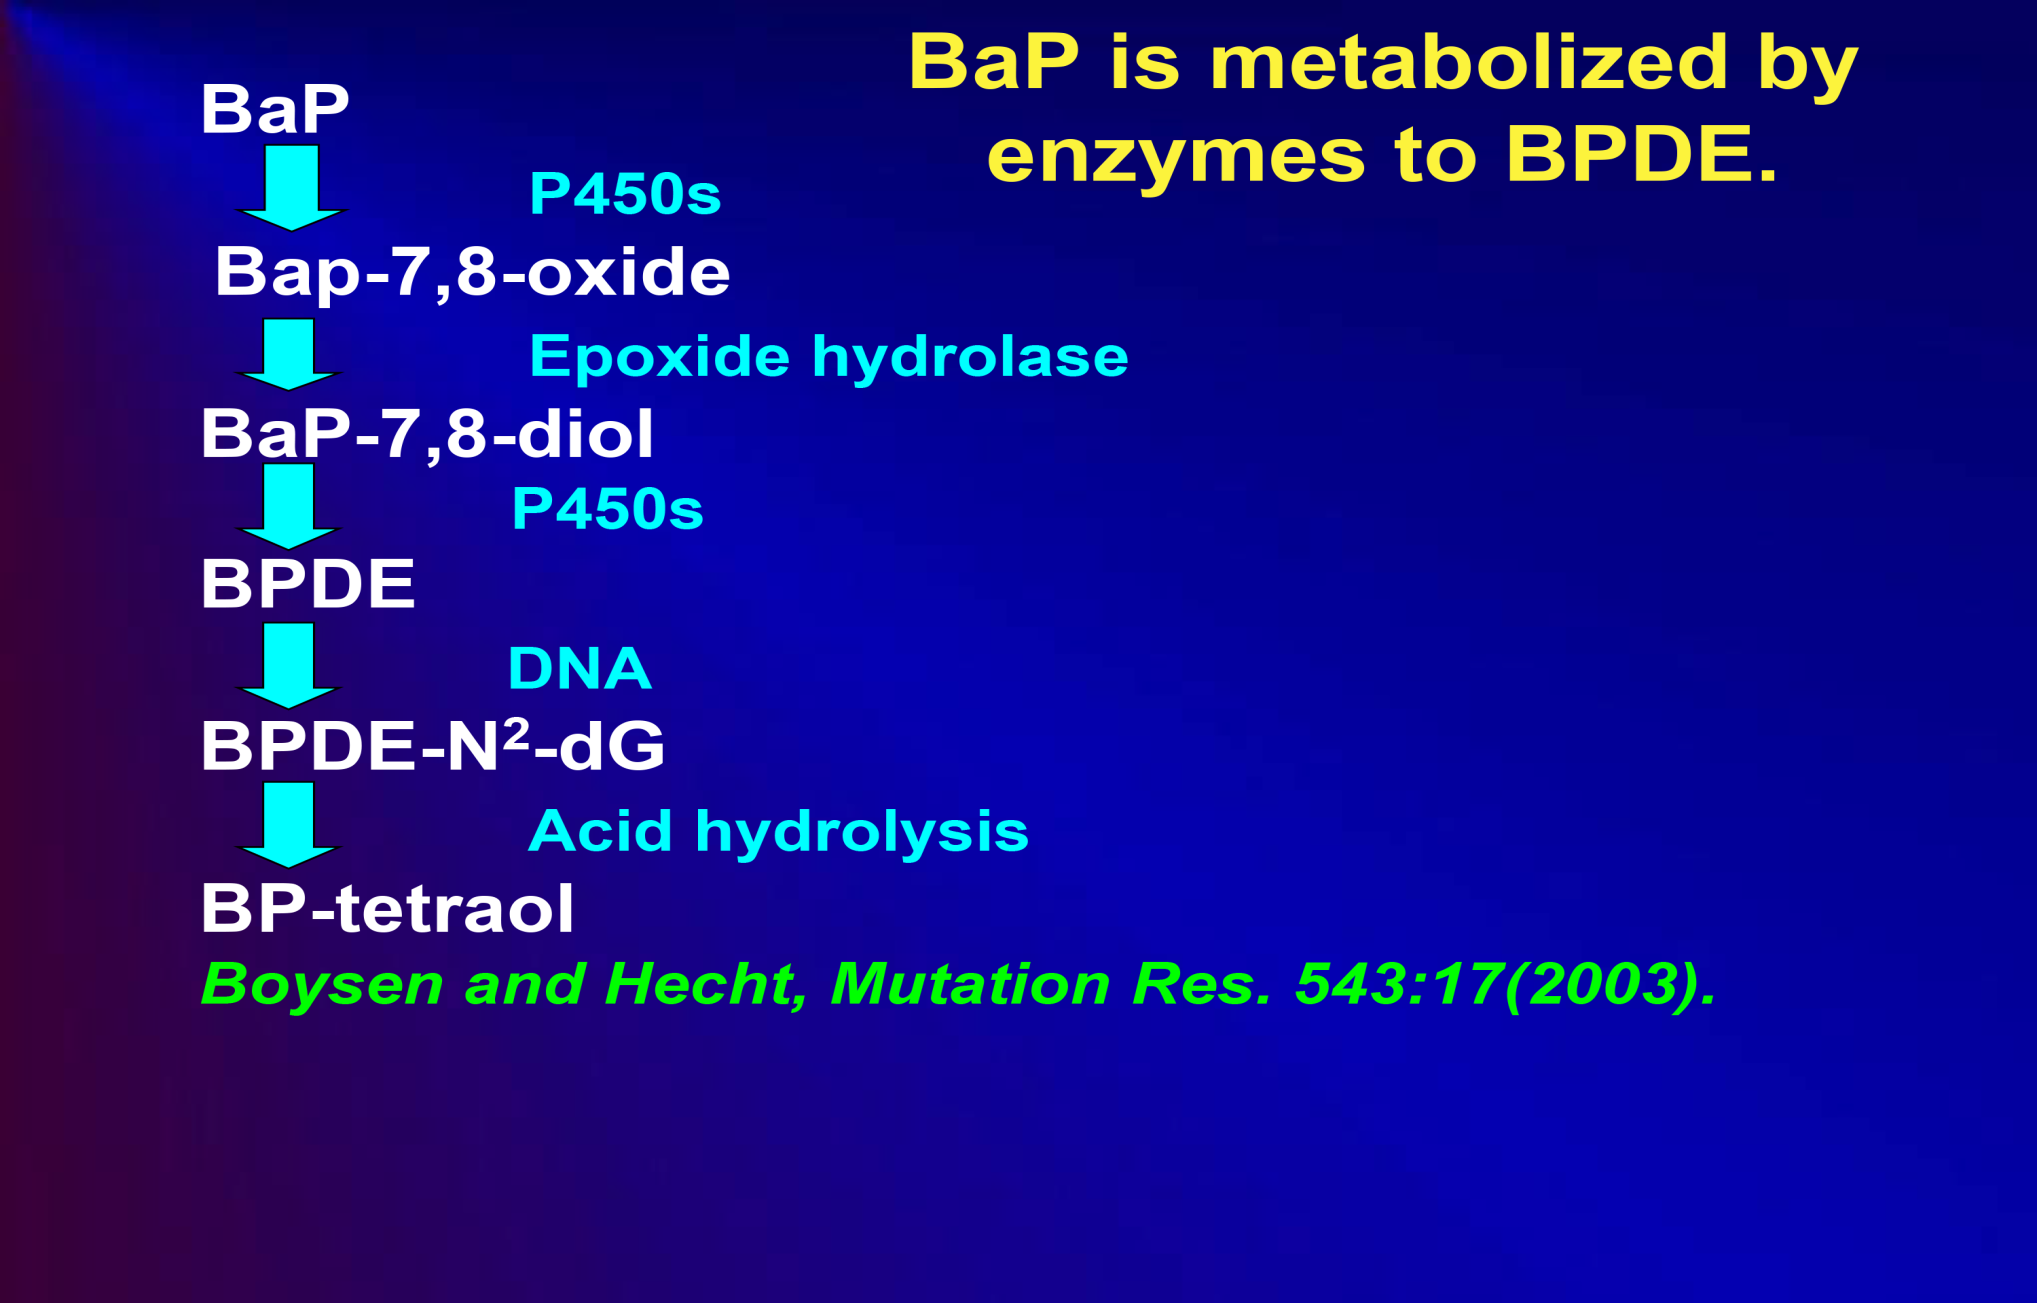 BaP is metabolized by
enzymes to BPDE.
BaP
P450s
Bap-7,8-oxide
Epoxide hydrolase
BaP-7,8-diol
P450s
BPDE
DNA
BPDE-N²-dG
Acid hydrolysis
BP-tetraol
Boysen and Hecht, Mutation Res. 543:17(2003).